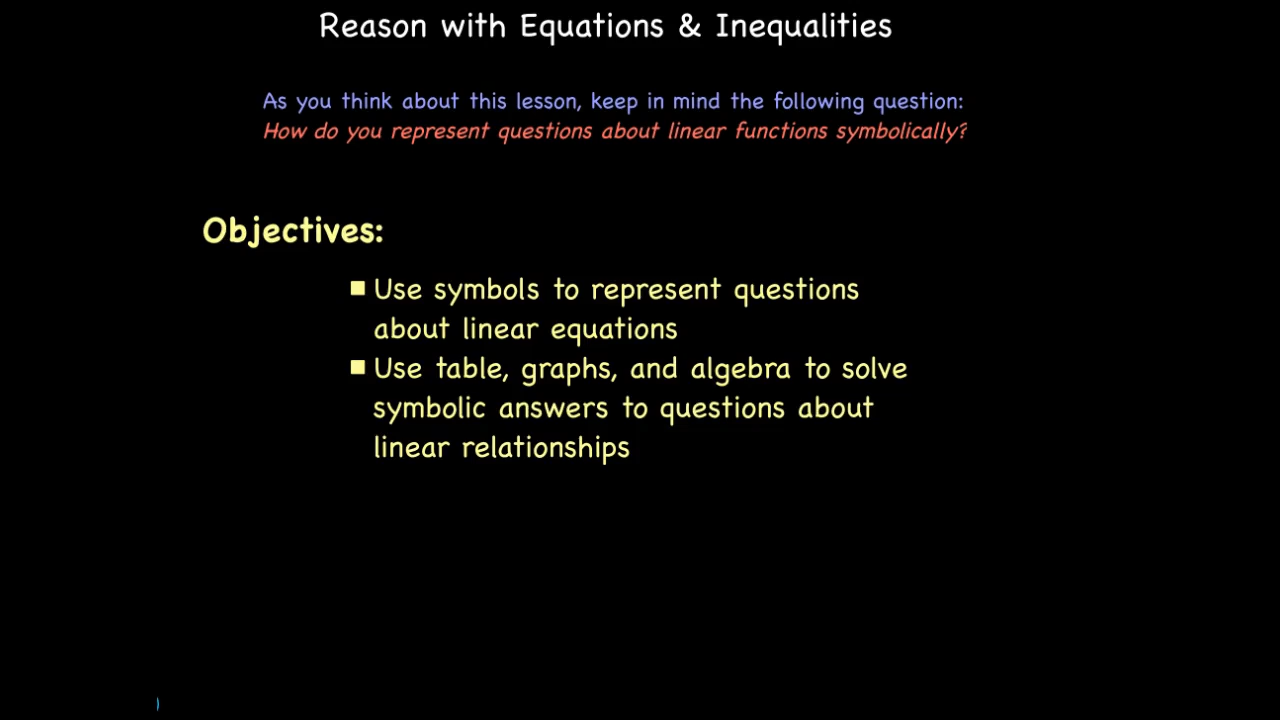 Reason with Equations & Inequalities
As you think about this lesson, keep in mind the following question:
How do you represent questions about linear functions symbolically?
Objectives:
■ Use symbols to represent questions
about linear equations
■ Use table, graphs, and algebra to solve
symbolic answers to questions about
linear relationships
)